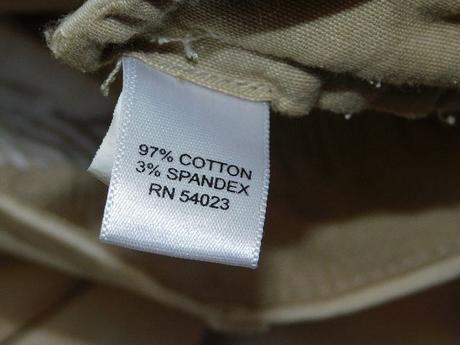 97% COTTON
3% SPANDEX
RN 54023